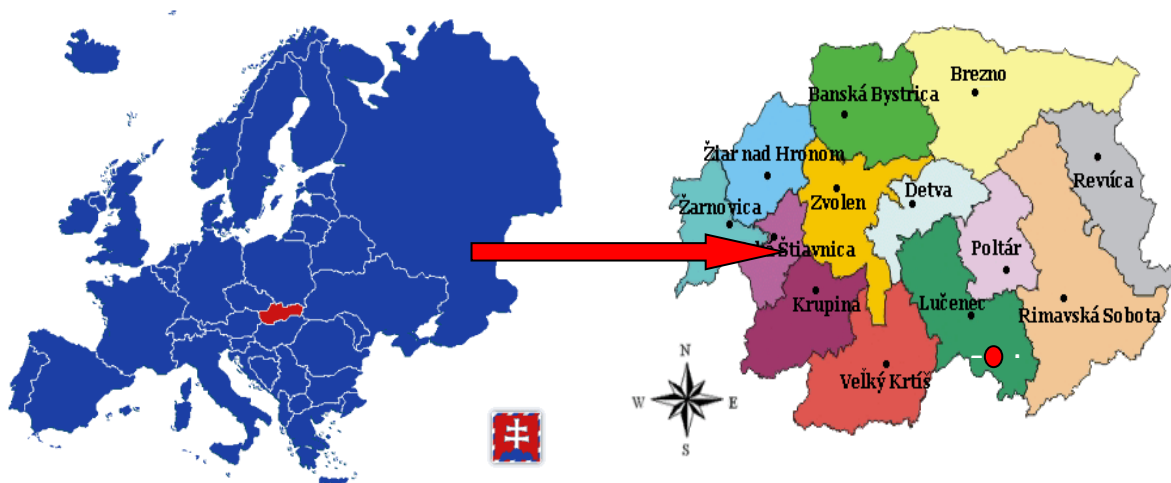 Brezno
Banská Bystrica
Žiar nad Hronom
Revúca
Detva
Zvolen
Žarnovica
Štiavnica
Poltár
Krupina
Lučenec
Rimavská Sobota
Veľký Krtíš
N
W E
S